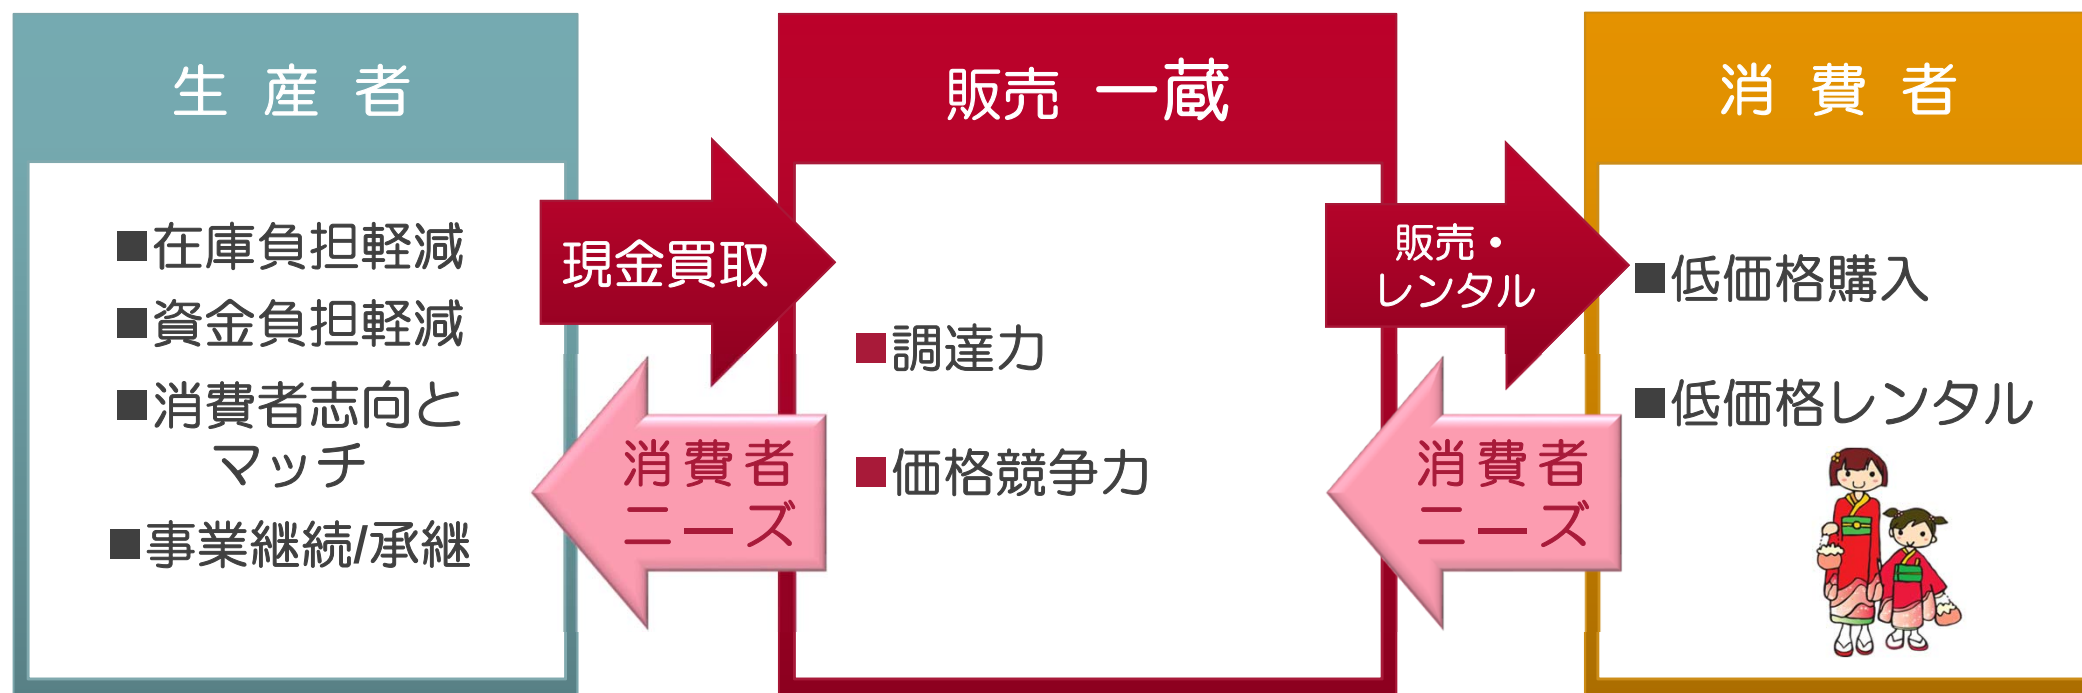 生産者
■在庫負担軽減
■資金負担軽減
■消費者志向と
マッチ
■事業継続/承継
現金買取
消費者
ニーズ
販売 一蔵
■調達力
■価格競争力
販売・
レンタル
消費者
ニーズ
消費者
■低価格購入
■低価格レンタル